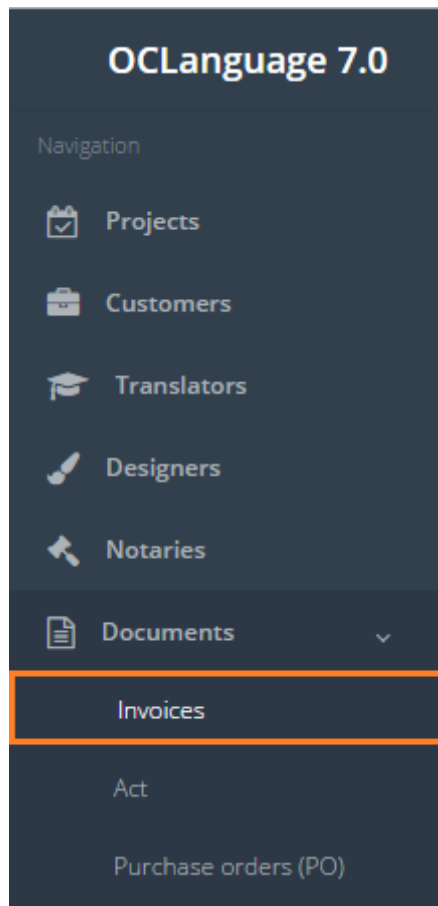 OCLanguage 7.0
Navigation
Projects
Customers
Translators
Designers
Notaries
Documents
Invoices
Act
Purchase orders (PO)